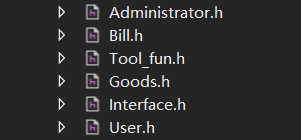 Administrator.h
Bill.h
Tool_fun.h
Goods.h
Interface.h
User.h